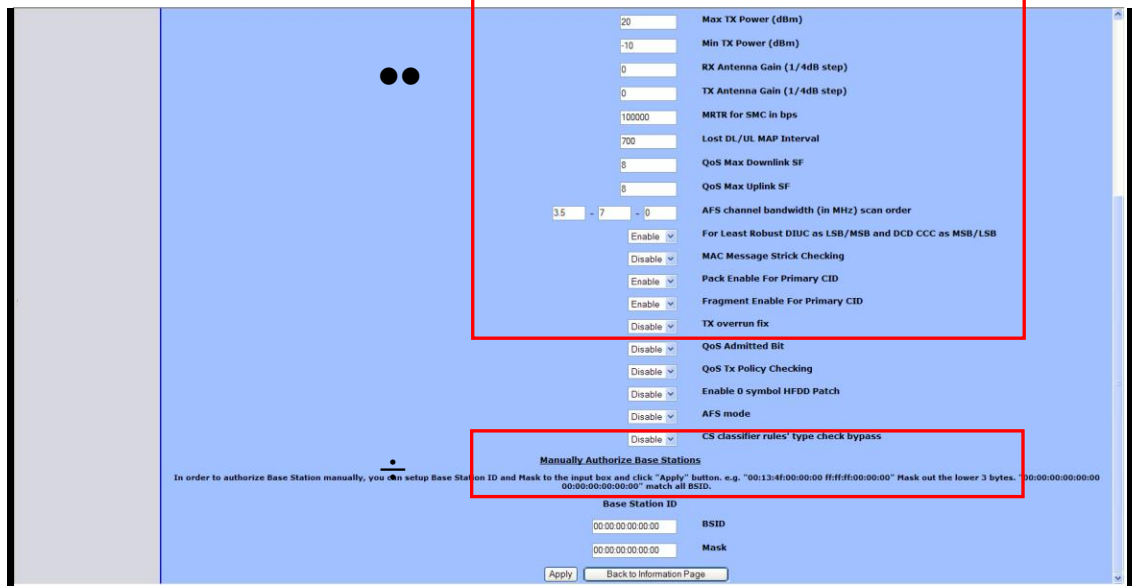 20 Max TX Power (dBm)
-10 Min TX Power (dBm)
0 RX Antenna Gain (1/4dB step)
0 TX Antenna Gain (1/4dB step)
100000 MRTR for SMC in bps
700 Lost DL/UL MAP Interval
8 QoS Max Downlink SF
8 QoS Max Uplink SF
3.5 - 7 - 0 AFS channel bandwidth (in MHz) scan order
Enable For Least Robust DIUC as LSB/MSB and DCD CCC as MSB/LSB
Disable MAC Message Strick Checking
Enable Pack Enable For Primary CID
Enable Fragment Enable For Primary CID
Disable TX overrun fix
Disable QoS Admitted Bit
Disable QoS Tx Policy Checking
Disable Enable 0 symbol HFDD Patch
Disable AFS mode
Disable CS classifier rules' type check bypass
Manually Authorize Base Stations
In order to authorize Base Station manually, you can setup Base Station ID and Mask to the input box and click "Apply" button. e.g. "00:13:4f:00:00:00 ff:ff:ff:00:00:00" Mask out the lower 3 bytes. "00:00:00:00:00:00
00:00:00:00:00:00" match all BSID.
Base Station ID
00:00:00:00:00:00 BSID
00:00:00:00:00:00 Mask
Apply Back to Information Page